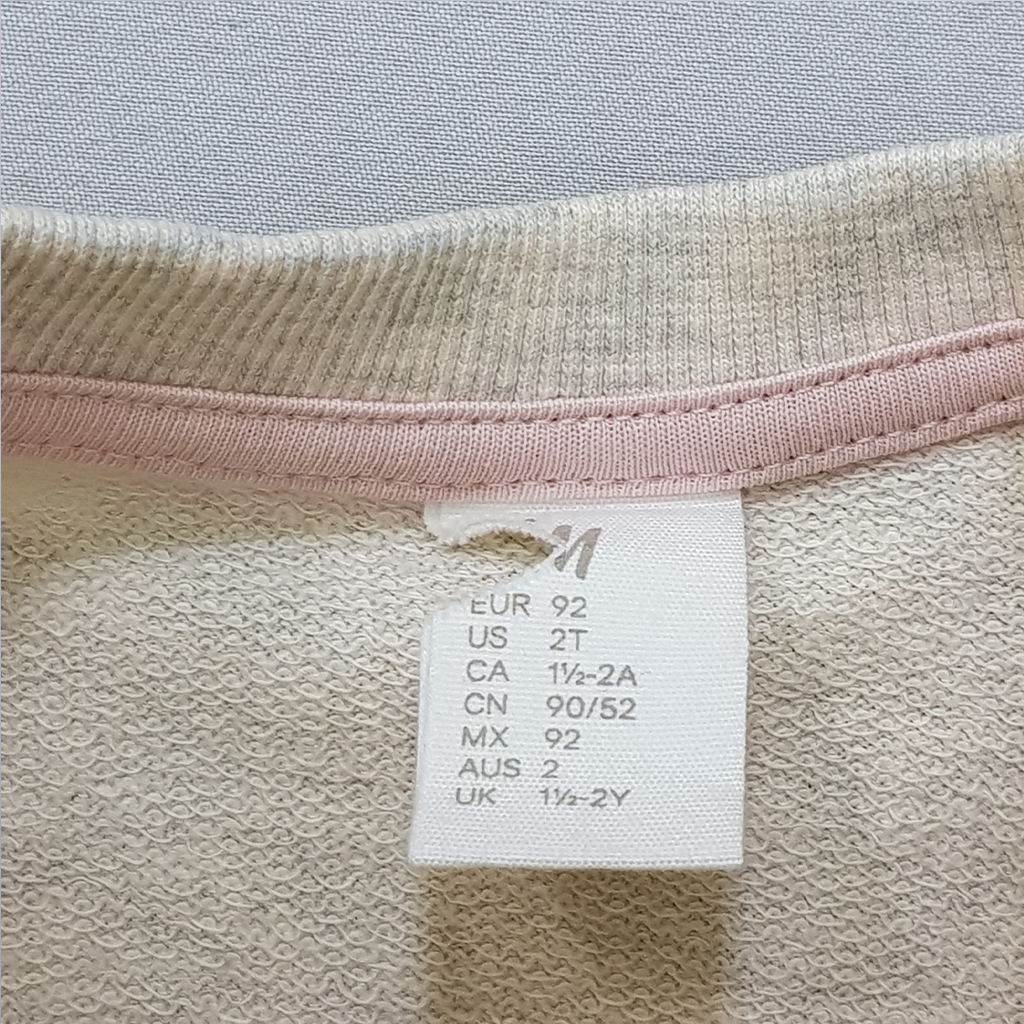 EUR 92
US 2T
CA 1½-2A
CN 90/52
MX 92
AUS 2
UK 1½-2Y